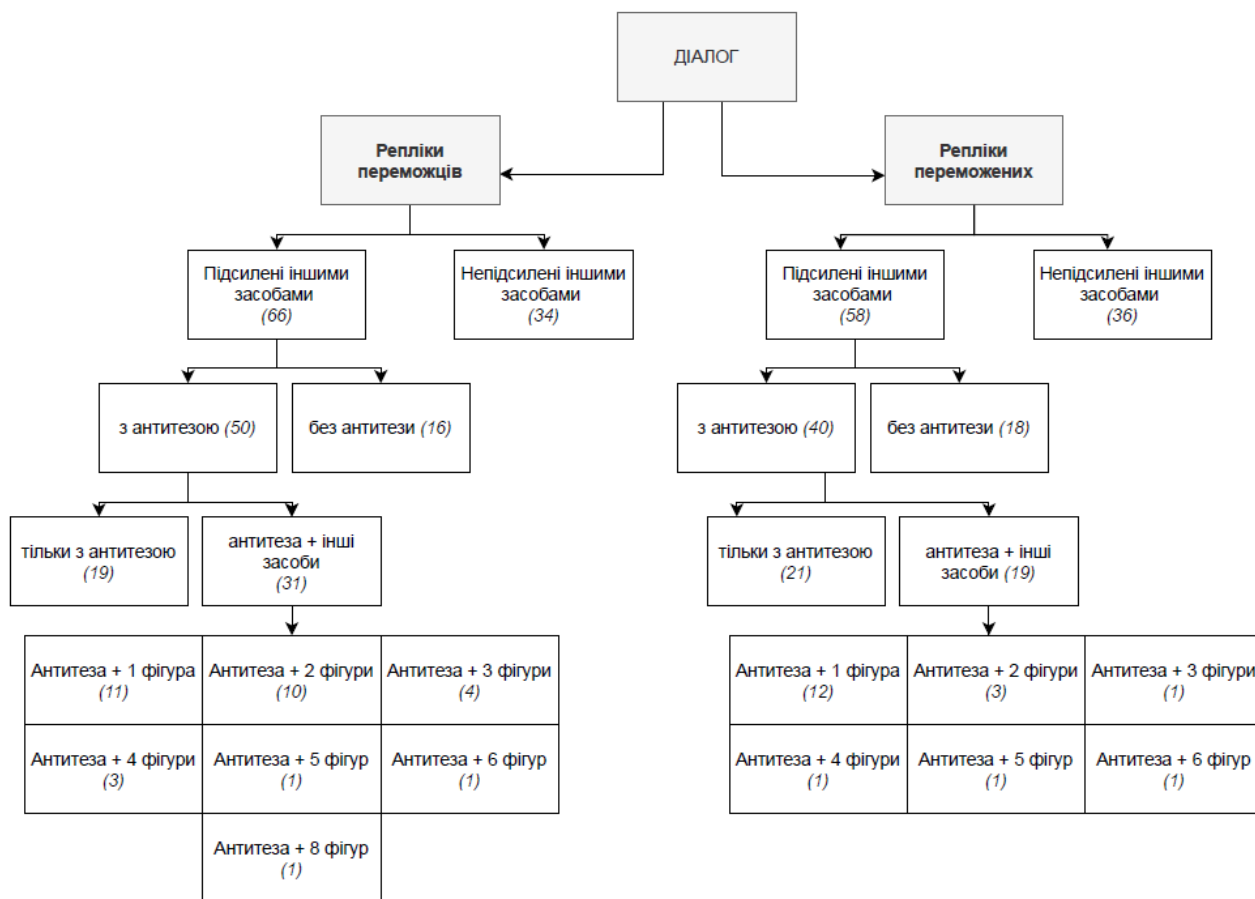 ДІАЛОГ
Репліки
переможців
Репліки
переможених
Підсилені іншими
засобами
(66)
Непідсилені іншими
засобами
(34)
Підсилені іншими
засобами
(58)
Непідсилені іншими
засобами
(36)
з антитезою (50)
без антитези (16)
з антитезою (40)
без антитези (18)
тільки з антитезою
(19)
антитеза + інші
засоби
(31)
тільки з антитезою
(21)
антитеза + інші
засоби (19)
Антитеза + 1 фігура
(11)
Антитеза + 2 фігури
(10)
Антитеза + 3 фігури
(4)
Антитеза + 4 фігури
(3)
Антитеза + 5 фігур
(1)
Антитеза + 6 фігур
(1)
Антитеза + 8 фігур
(1)
Антитеза + 1 фігура
(12)
Антитеза + 2 фігури
(3)
Антитеза + 3 фігури
(1)
Антитеза + 4 фігури
(1)
Антитеза + 5 фігур
(1)
Антитеза + 6 фігур
(1)